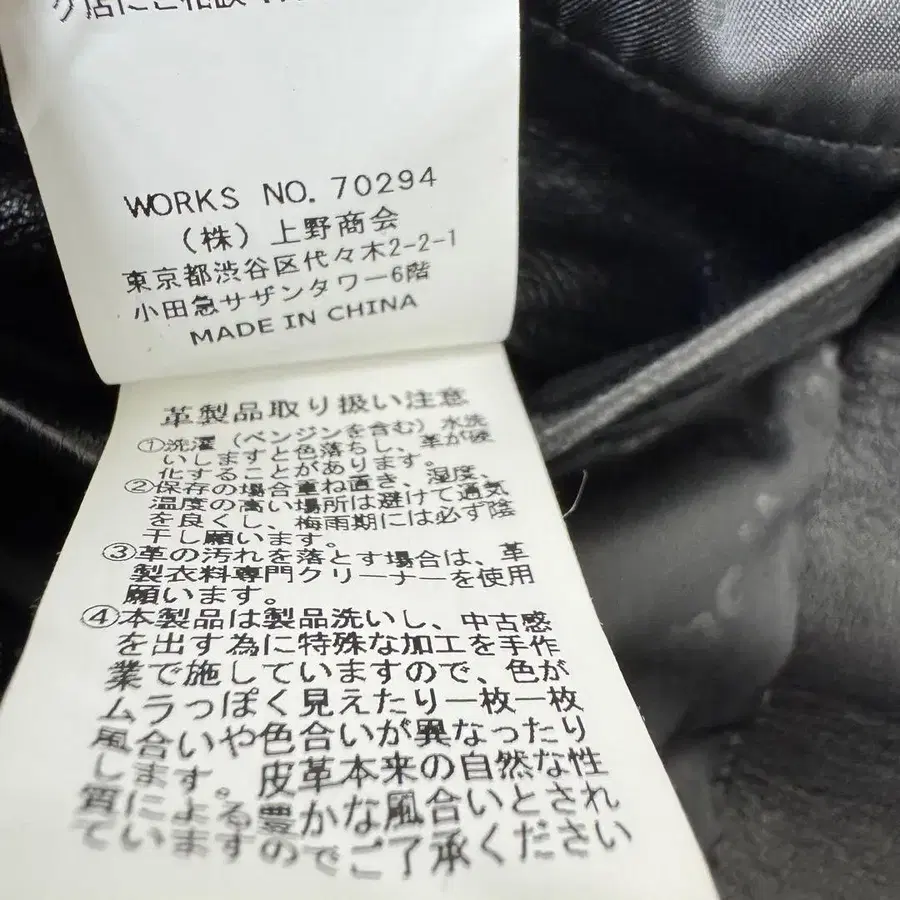 ング店にご相談
WORKS NO. 70294
(株) 上野商会
東京都渋谷区代々木2-2-1
小田急サザンタワー6階
MADE IN CHINA
革製品取り扱い注意
①洗濯 (ベンジンを含む) 水洗
いしますと色落ちし、革が硬
化することがあります。
②保存の場合重ね置き、湿度、
温度の高い場所は避けて通気
を良くし、梅雨期には必ず陰
干し願います。
③革の汚れを落とす場合は、革
製衣料専門クリーナーを使用
願います。
④本製品は製品洗いし、中古感
を出す為に特殊な加工を手作
業で施していますので、色が
ムラっぽく見えたり一枚一枚
風合いや色合いが異なったり
します。皮革本来の自然な性
質による豊かな風合いとされ
ていますのでご了承ください